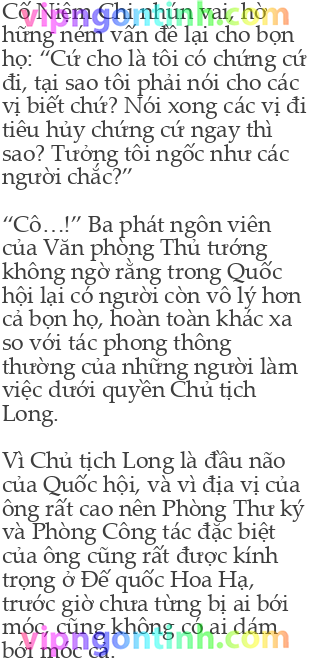 Cố Niệm Chi nhún vai, hờ
hững ném vấn đề lại cho bọn
họ: “Cứ cho là tôi có chứng cứ
đi, tại sao tôi phải nói cho các
vị biết chứ? Nói xong các vị đi
tiêu hủy chứng cứ ngay thì
sao? Tưởng tôi ngốc như các
người chắc?”
“Cô…!” Ba phát ngôn viên
của Văn phòng Thủ tướng
không ngờ rằng trong Quốc
hội lại có người còn vô lý hơn
cả bọn họ, hoàn toàn khác xa
so với tác phong thông
thường của những người làm
việc dưới quyền Chủ tịch
Long.
Vì Chủ tịch Long là đầu não
của Quốc hội, và vì địa vị của
ông rất cao nên Phòng Thư ký
và Phòng Công tác đặc biệt
của ông cũng rất được kính
trọng ở Đế quốc Hoa Hạ,
trước giờ chưa từng bị ai bới
móc, cũng không có ai dám
bới móc cả.
vipngontinh.com
vipngontinh.com